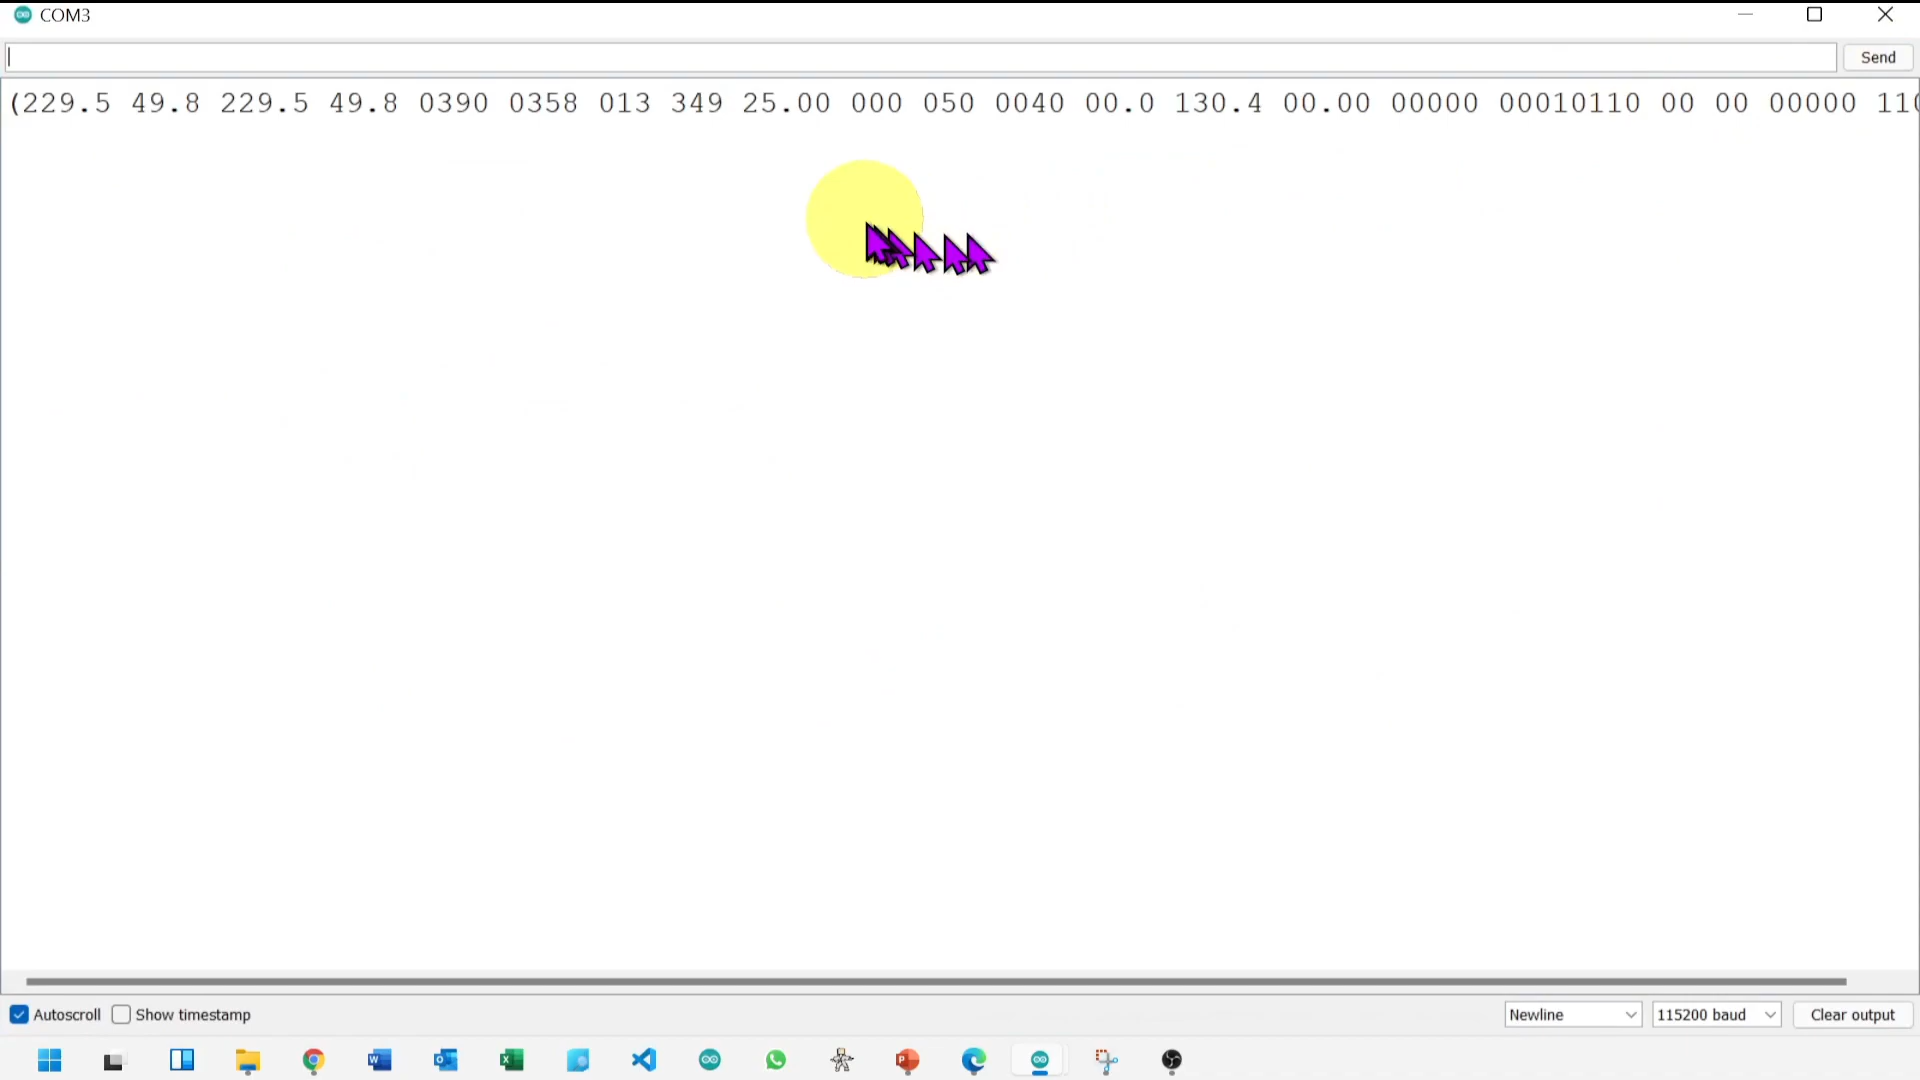 COM3
Send
(229.5 49.8 229.5 49.8 0390 0358 013 349 25.00 000 050 0040 00.0 130.4 00.00 00000 00010110 00 00 00000 110
Autoscroll Show timestamp Newline 115200 baud Clear output